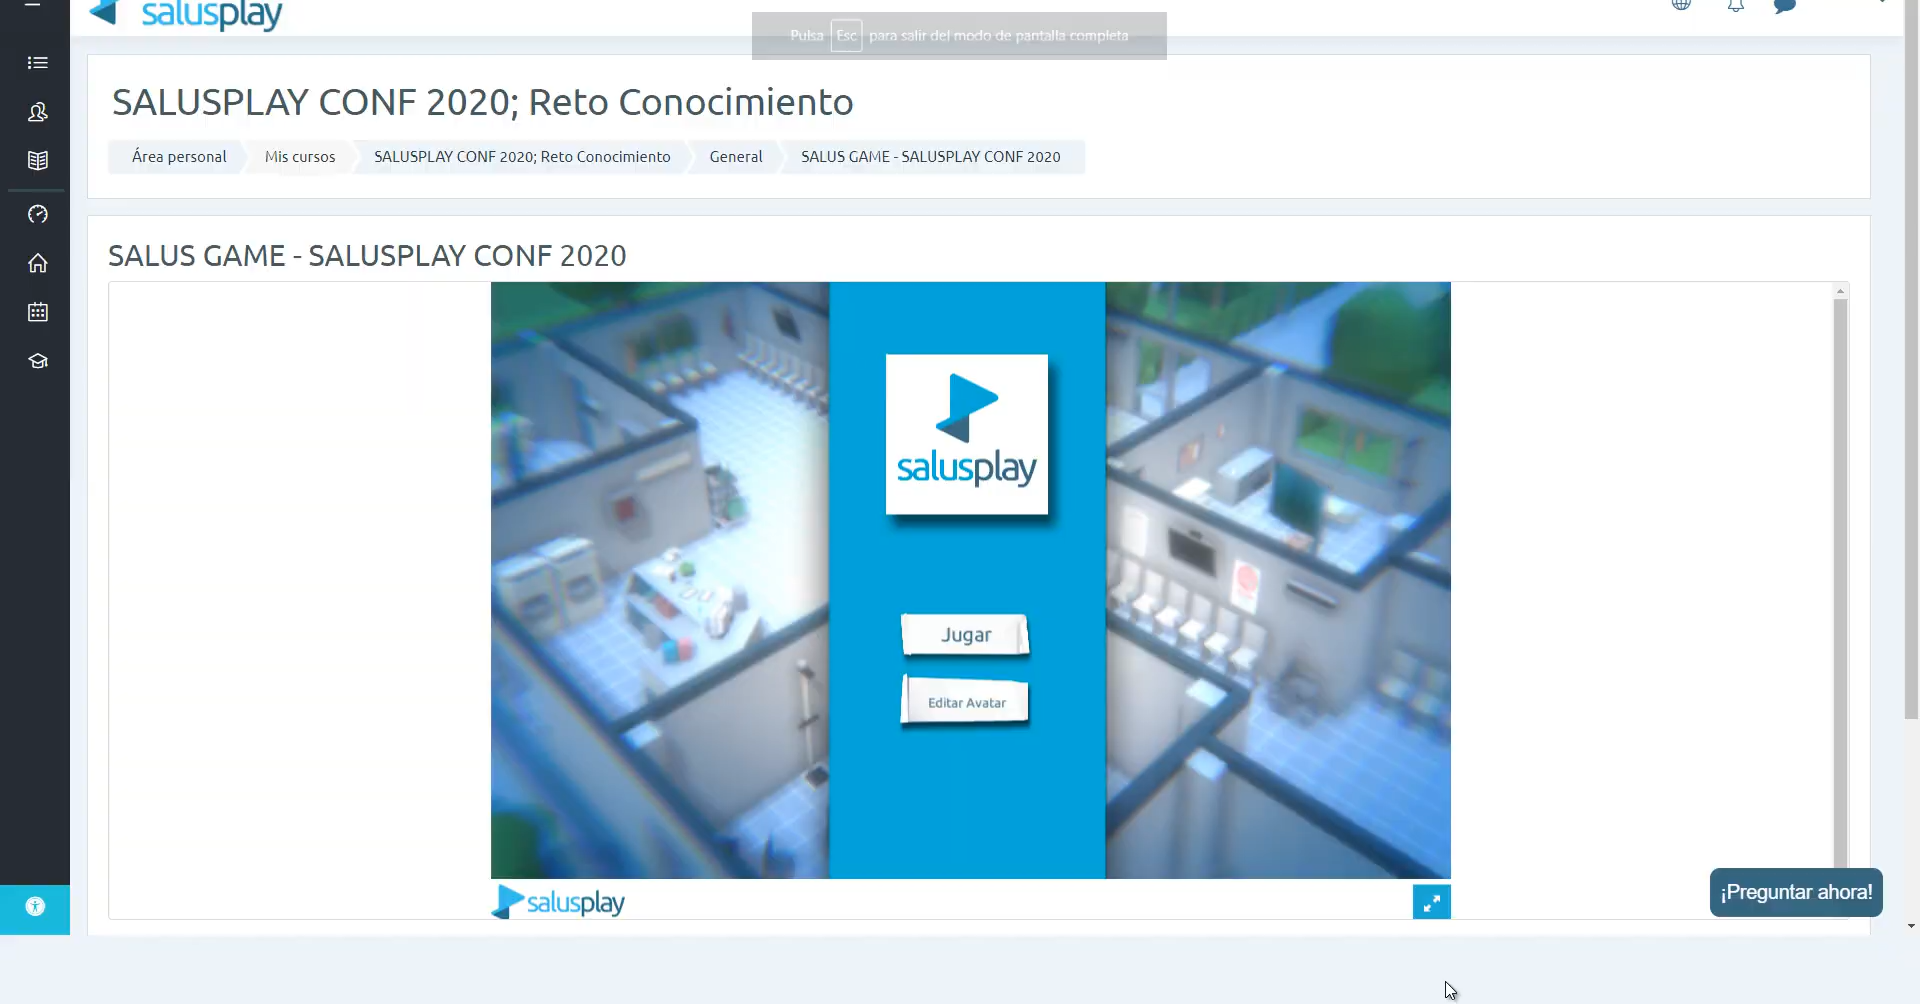 salusplay
Pulsa Esc para salir del modo de pantalla completa
SALUSPLAY CONF 2020; Reto Conocimiento
Área personal Mis cursos SALUSPLAY CONF 2020; Reto Conocimiento General SALUS GAME - SALUSPLAY CONF 2020
SALUS GAME - SALUSPLAY CONF 2020
salusplay
Jugar
Editar Avatar
¡Preguntar ahora!
salusplay